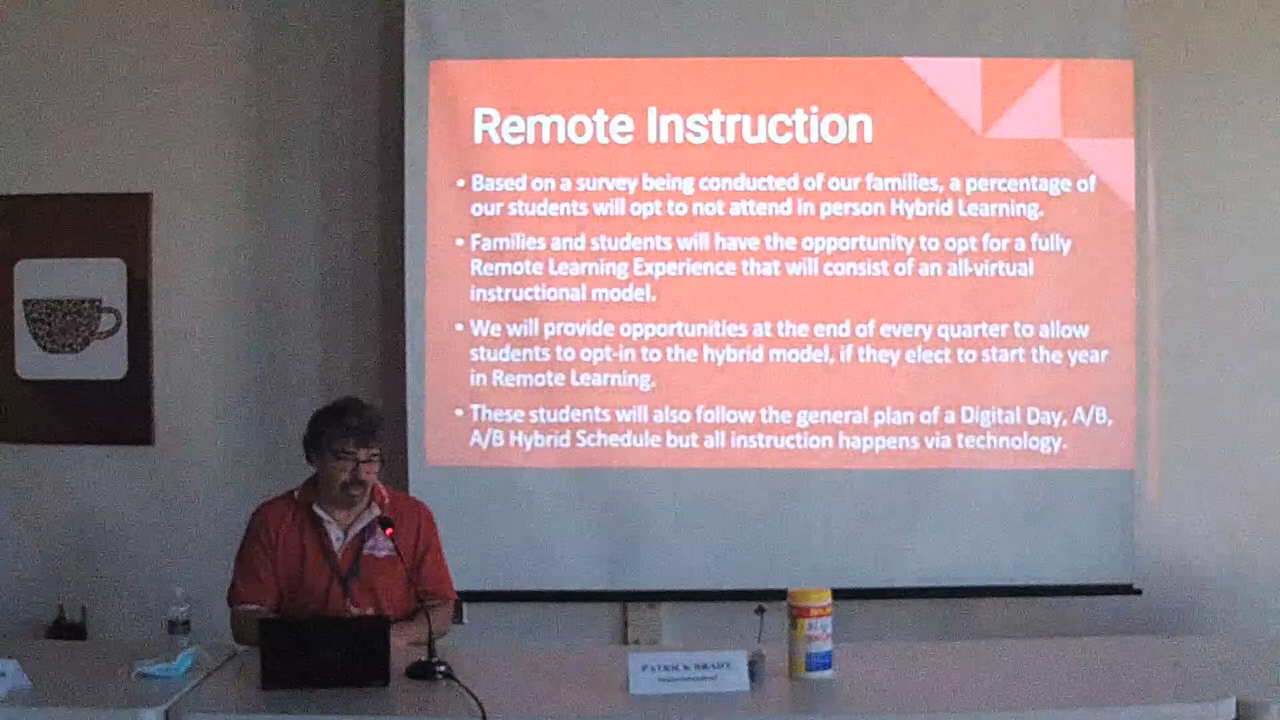 Remote Instruction
• Based on a survey being conducted of our families, a percentage of
our students will opt to not attend in person Hybrid Learning.
• Families and students will have the opportunity to opt for a fully
Remote Learning Experience that will consist of an all-virtual
instructional model.
• We will provide opportunities at the end of every quarter to allow
students to opt-in to the hybrid model, if they elect to start the year
in Remote Learning.
• These students will also follow the general plan of a Digital Day, A/B,
A/B Hybrid Schedule but all instruction happens via technology.
PATRICK BRADY